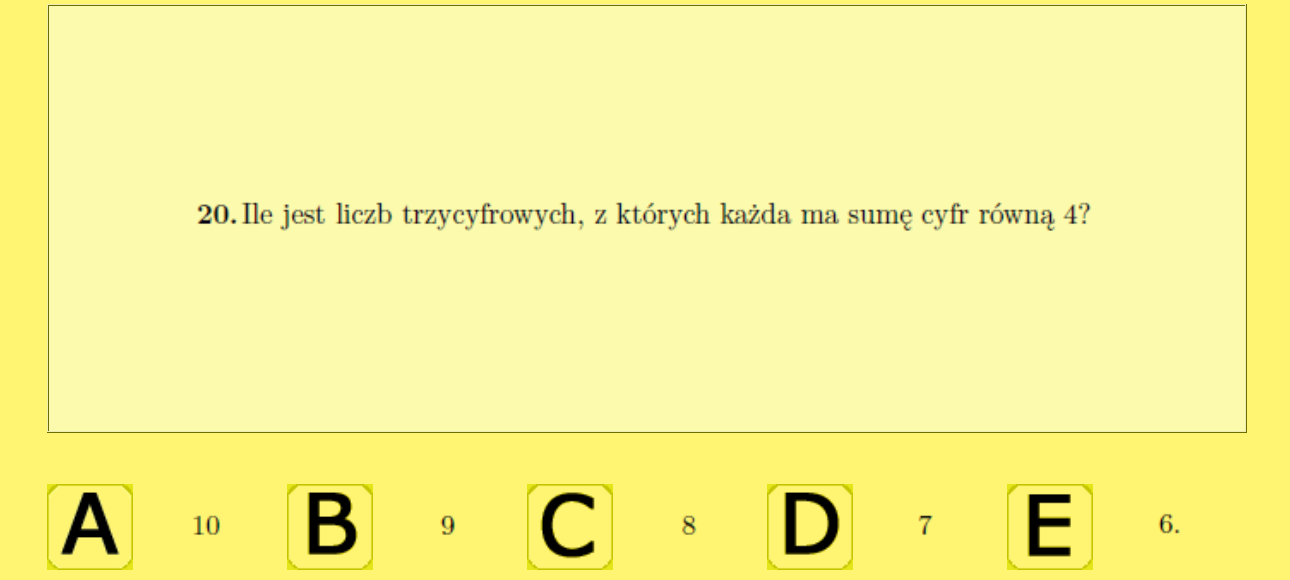 20. Ile jest liczb trzycyfrowych, z których każda ma sumę cyfr równą 4?
A 10 B 9 C 8 D 7 E 6.